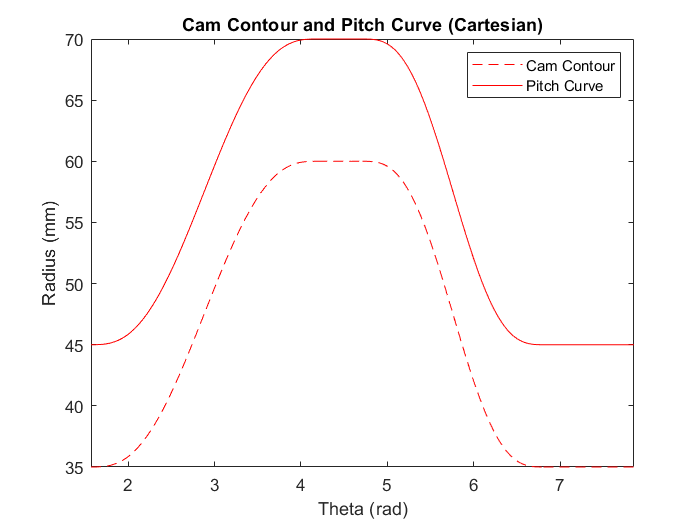 Cam Contour and Pitch Curve (Cartesian)
Cam Contour
Pitch Curve
70
65
60
55
50
45
40
35
Radius (mm)
2
3
4
5
6
7
Theta (rad)